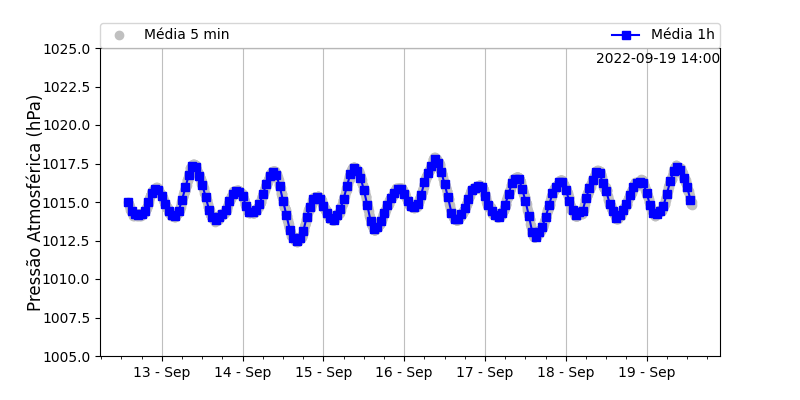 Média 5 min
Média 1h
2022-09-19 14:00
Pressão Atmosférica (hPa)
1025.0
1022.5
1020.0
1017.5
1015.0
1012.5
1010.0
1007.5
1005.0
13 - Sep
14 - Sep
15 - Sep
16 - Sep
17 - Sep
18 - Sep
19 - Sep